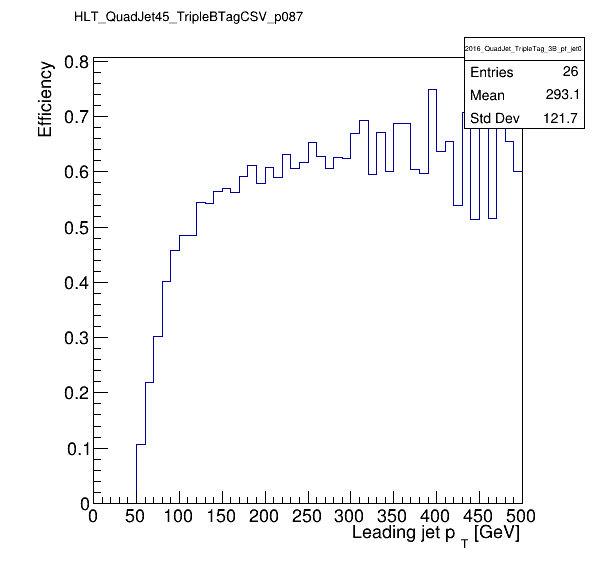 HLT_QuadJet45_TripleBTagCSV_p087
2016_QuadJet_TripleTag_3B_pt_jet0
Entries 26
Mean 293.1
Std Dev 121.7
Efficiency
0.8
0.7
0.6
0.5
0.4
0.3
0.2
0.1
0
0 50 100 150 200 250 300 350 400 450 500
Leading jet p T [GeV]